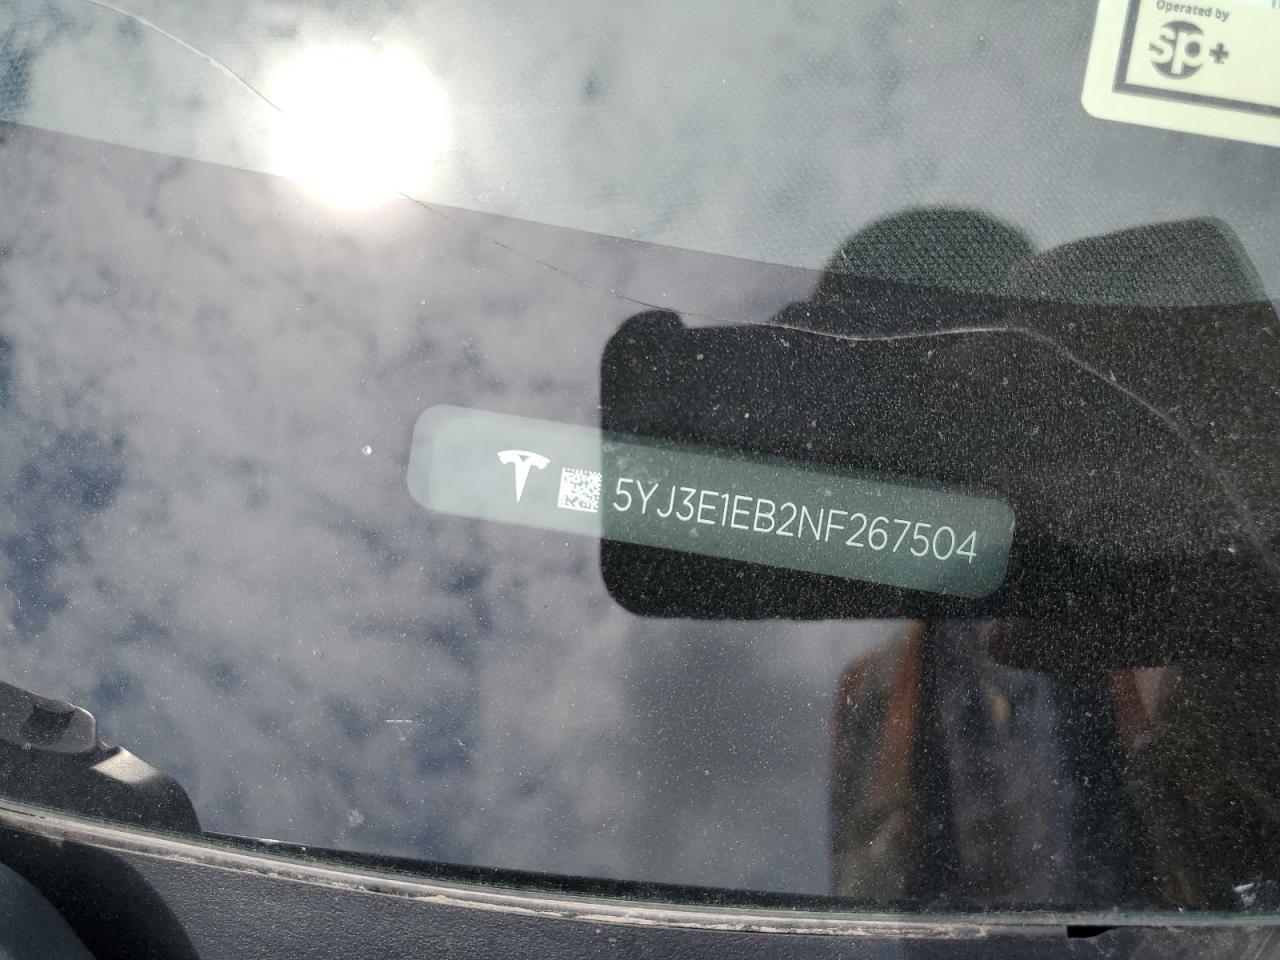 Operated by
sp+
5YJ3E1EB2NF267504